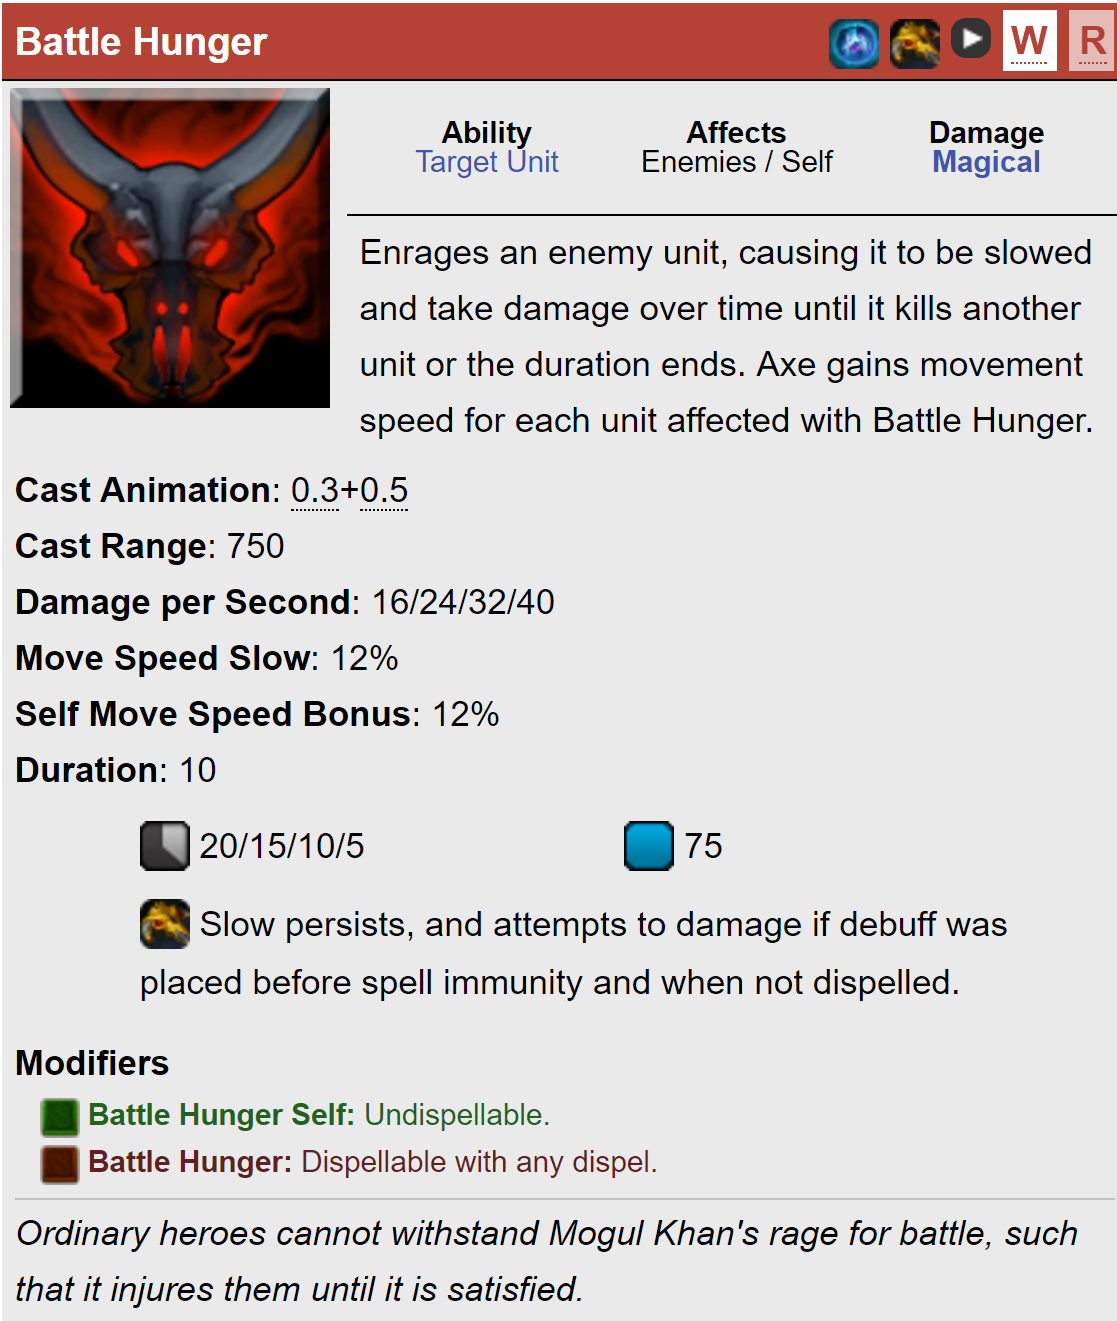 Battle Hunger W R
Ability Affects Damage
Target Unit Enemies / Self Magical
Enrages an enemy unit, causing it to be slowed
and take damage over time until it kills another
unit or the duration ends. Axe gains movement
speed for each unit affected with Battle Hunger.
Cast Animation: 0.3+0.5
Cast Range: 750
Damage per Second: 16/24/32/40
Move Speed Slow: 12%
Self Move Speed Bonus: 12%
Duration: 10
20/15/10/5 75
Slow persists, and attempts to damage if debuff was
placed before spell immunity and when not dispelled.
Modifiers
Battle Hunger Self: Undispellable.
Battle Hunger: Dispellable with any dispel.
Ordinary heroes cannot withstand Mogul Khan's rage for battle, such
that it injures them until it is satisfied.